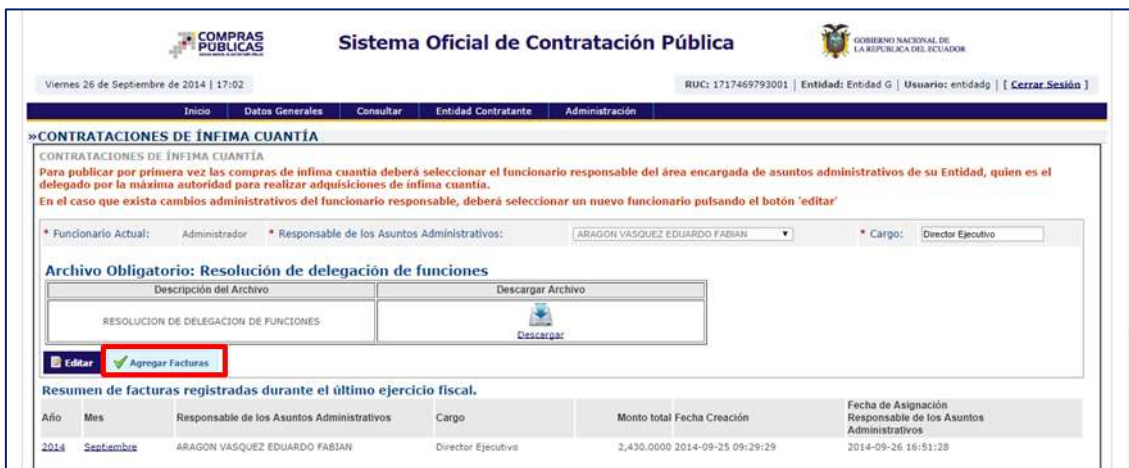 COMPRAS
PÚBLICAS
Sistema Oficial de Contratación Pública
GOBIERNO NACIONAL DE
LA REPÚBLICA DEL ECUADOR
Viernes 26 de Septiembre de 2014 | 17:02
RUC: 1717469793001 | Entidad: Entidad G | Usuario: entidadg | [ Cerrar Sesión ]
Inicio Datos Generales Consultar Entidad Contratante Administración
»CONTRATACIONES DE ÍNFIMA CUANTÍA
CONTRATACIONES DE ÍNFIMA CUANTÍA
Para publicar por primera vez las compras de ínfima cuantía deberá seleccionar el funcionario responsable del área encargada de asuntos administrativos de su Entidad, quien es el
delegado por la máxima autoridad para realizar adquisiciones de ínfima cuantía.
En el caso que exista cambios administrativos del funcionario responsable, deberá seleccionar un nuevo funcionario pulsando el botón 'editar'
* Funcionario Actual: Administrador * Responsable de los Asuntos Administrativos: ARAGON VASQUEZ EDUARDO FABIAN * Cargo: Director Ejecutivo
Archivo Obligatorio: Resolución de delegación de funciones
Descripción del Archivo Descargar Archivo
RESOLUCION DE DELEGACION DE FUNCIONES
Descargar
Editar Agregar Facturas
Resumen de facturas registradas durante el último ejercicio fiscal.
Año Mes Responsable de los Asuntos Administrativos Cargo Monto total Fecha Creación Fecha de Asignación
Responsable de los Asuntos
Administrativos
2014 Septiembre ARAGON VASQUEZ EDUARDO FABIAN Director Ejecutivo 2,430.0000 2014-09-25 09:29:29 2014-09-26 16:51:28